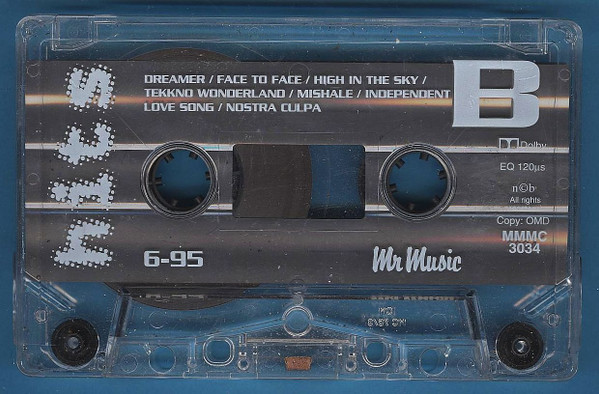 DREAMER / FACE TO FACE / HIGH IN THE SKY /
TEKKNO WONDERLAND / MISHALE / INDEPENDENT
LOVE SONG / NOSTRA CULPA
B
hits
Dolby
EQ 120µs
n©b
All rights
Copy: OMD
MMMC
3034
6-95
Mr Music